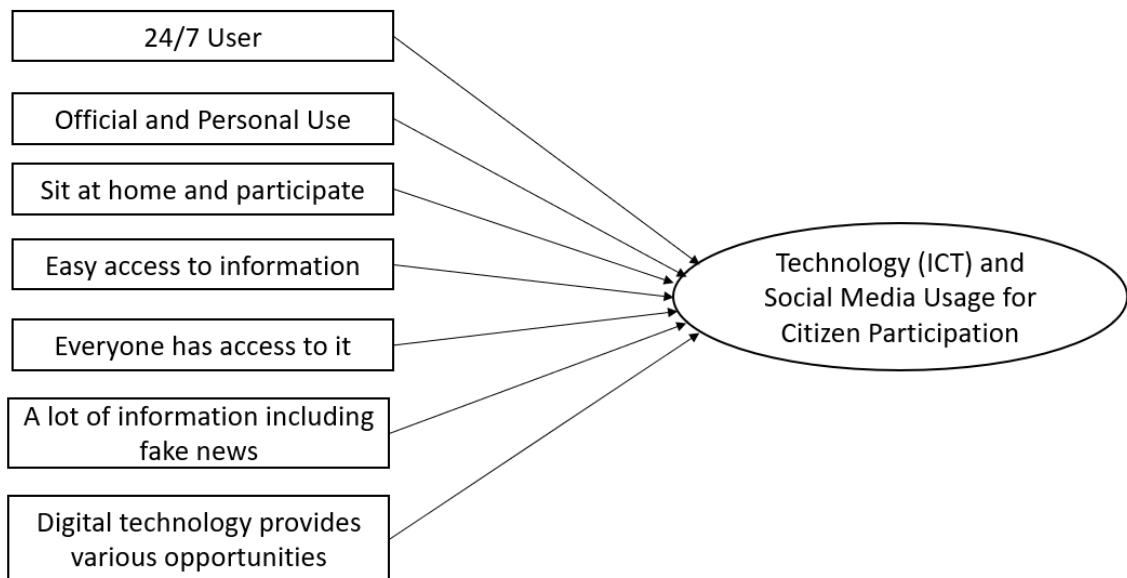 24/7 User
Official and Personal Use
Sit at home and participate
Easy access to information
Everyone has access to it
A lot of information including
fake news
Digital technology provides
various opportunities
Technology (ICT) and
Social Media Usage for
Citizen Participation